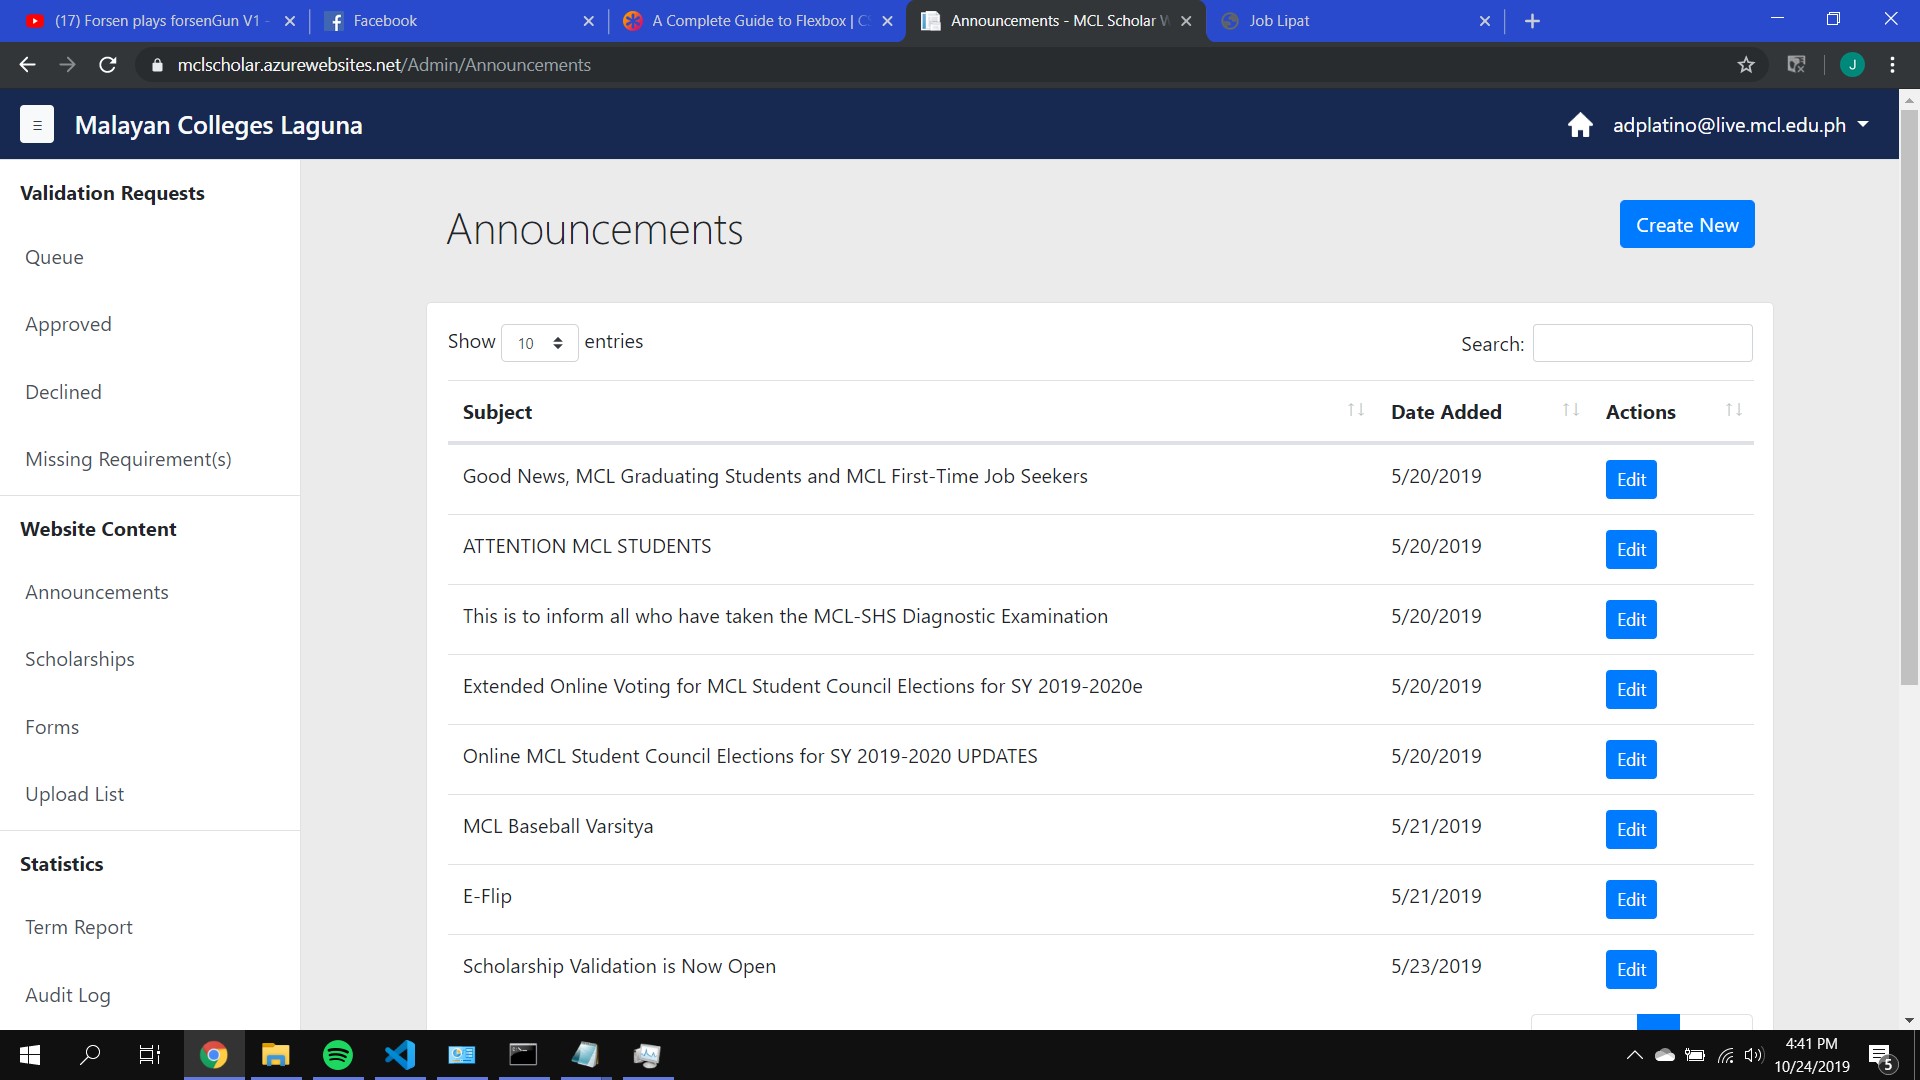 (17) Forsen plays forsenGun V1 -
Facebook
A Complete Guide to Flexbox | CS
Announcements - MCL Scholar W
Job Lipat
mclscholar.azurewebsites.net/Admin/Announcements
J
Malayan Colleges Laguna
adplatino@live.mcl.edu.ph
Validation Requests
Queue
Approved
Declined
Missing Requirement(s)
Website Content
Announcements
Scholarships
Forms
Upload List
Statistics
Term Report
Audit Log
Announcements
Create New
Show 10 entries
Search:
Subject Date Added Actions
Good News, MCL Graduating Students and MCL First-Time Job Seekers 5/20/2019 Edit
ATTENTION MCL STUDENTS 5/20/2019 Edit
This is to inform all who have taken the MCL-SHS Diagnostic Examination 5/20/2019 Edit
Extended Online Voting for MCL Student Council Elections for SY 2019-2020e 5/20/2019 Edit
Online MCL Student Council Elections for SY 2019-2020 UPDATES 5/20/2019 Edit
MCL Baseball Varsitya 5/21/2019 Edit
E-Flip 5/21/2019 Edit
Scholarship Validation is Now Open 5/23/2019 Edit
4:41 PM
10/24/2019
5